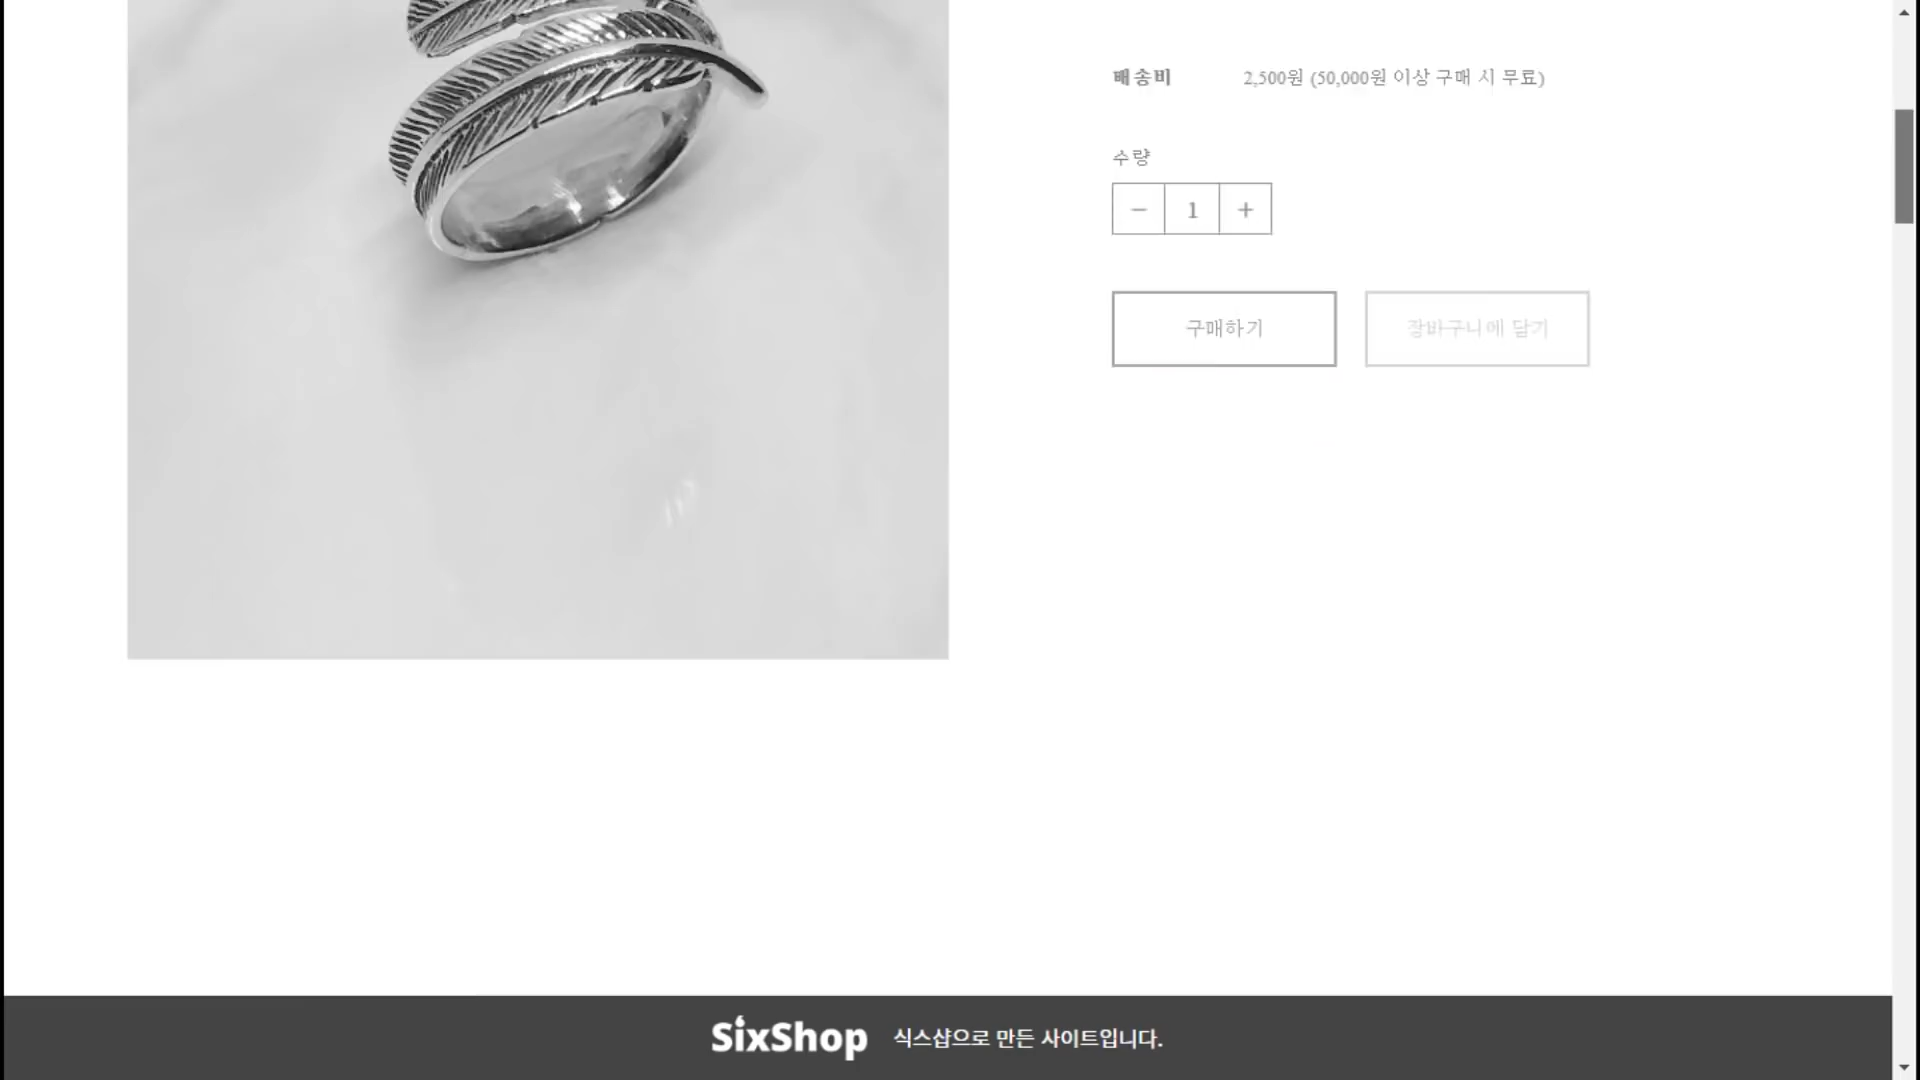 배송비 2,500원 (50,000원 이상 구매 시 무료)
수량
− 1 +
구매하기 장바구니에 담기
SixShop 식스샵으로 만든 사이트입니다.